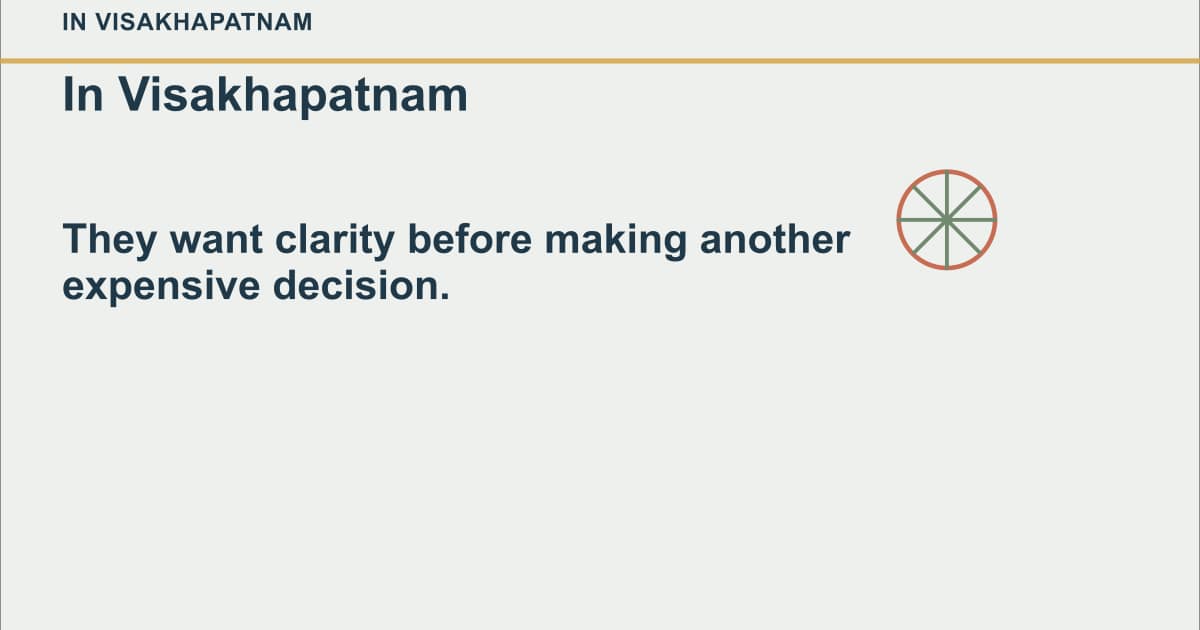 IN VISAKHAPATNAM
In Visakhapatnam
They want clarity before making another
expensive decision.